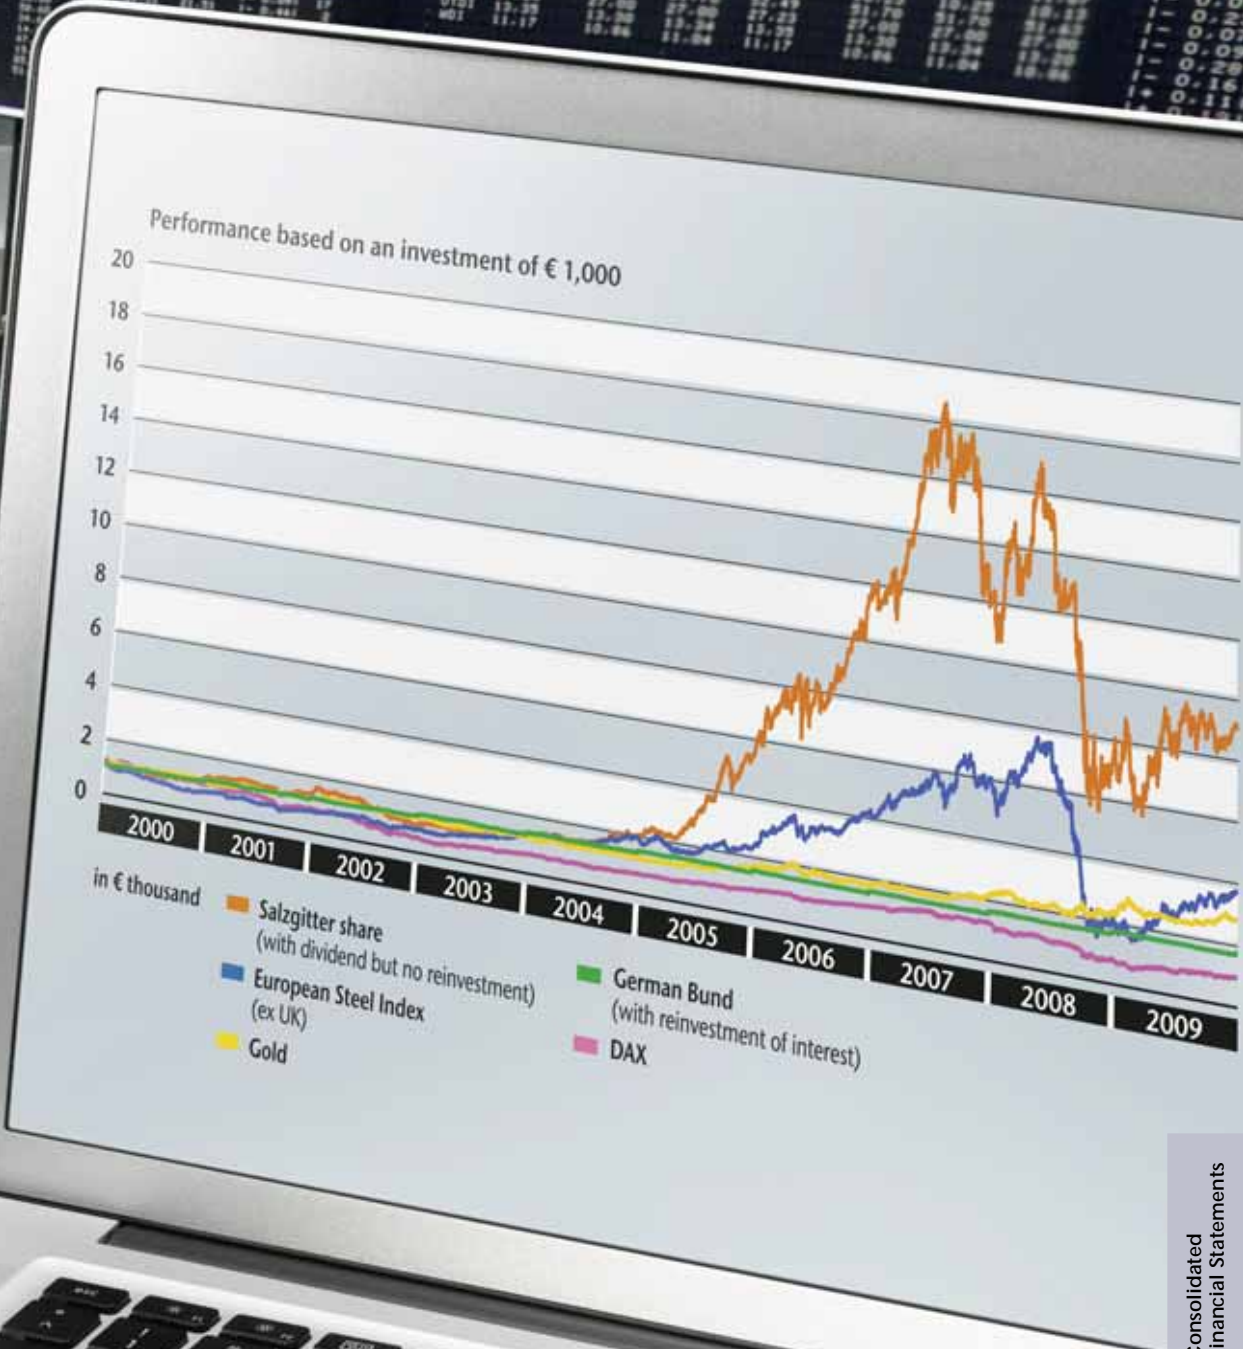 Performance based on an investment of € 1,000
20
18
16
14
12
10
8
6
4
2
0
2000
2001
2002
2003
2004
2005
2006
2007
2008
2009
in € thousand
Salzgitter share
(with dividend but no reinvestment)
European Steel Index
(ex UK)
Gold
German Bund
(with reinvestment of interest)
DAX
onsolidated
inancial Statements